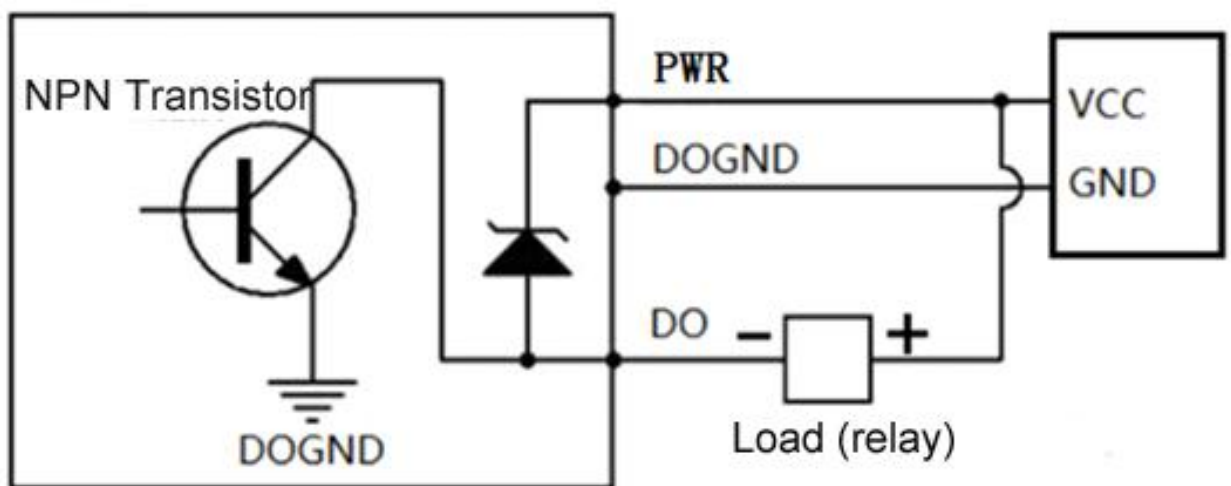 NPN Transistor
PWR
VCC
DOGND
GND
DO - +
Load (relay)
DOGND